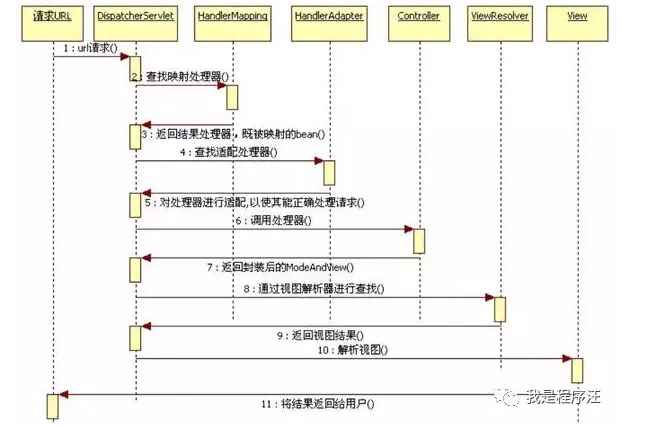 请求URL
DispatcherServlet
HandlerMapping
HandlerAdapter
Controller
ViewResolver
View
1 : url请求()
2 : 查找映射处理器()
3 : 返回结果处理器，既被映射的bean()
4 : 查找适配处理器()
5 : 对处理器进行适配,以使其能正确处理请求()
6 : 调用处理器()
7 : 返回封装后的ModeAndView()
8 : 通过视图解析器进行查找()
9 : 返回视图结果()
10 : 解析视图()
11 : 将结果返回给用户()
我是程序汪